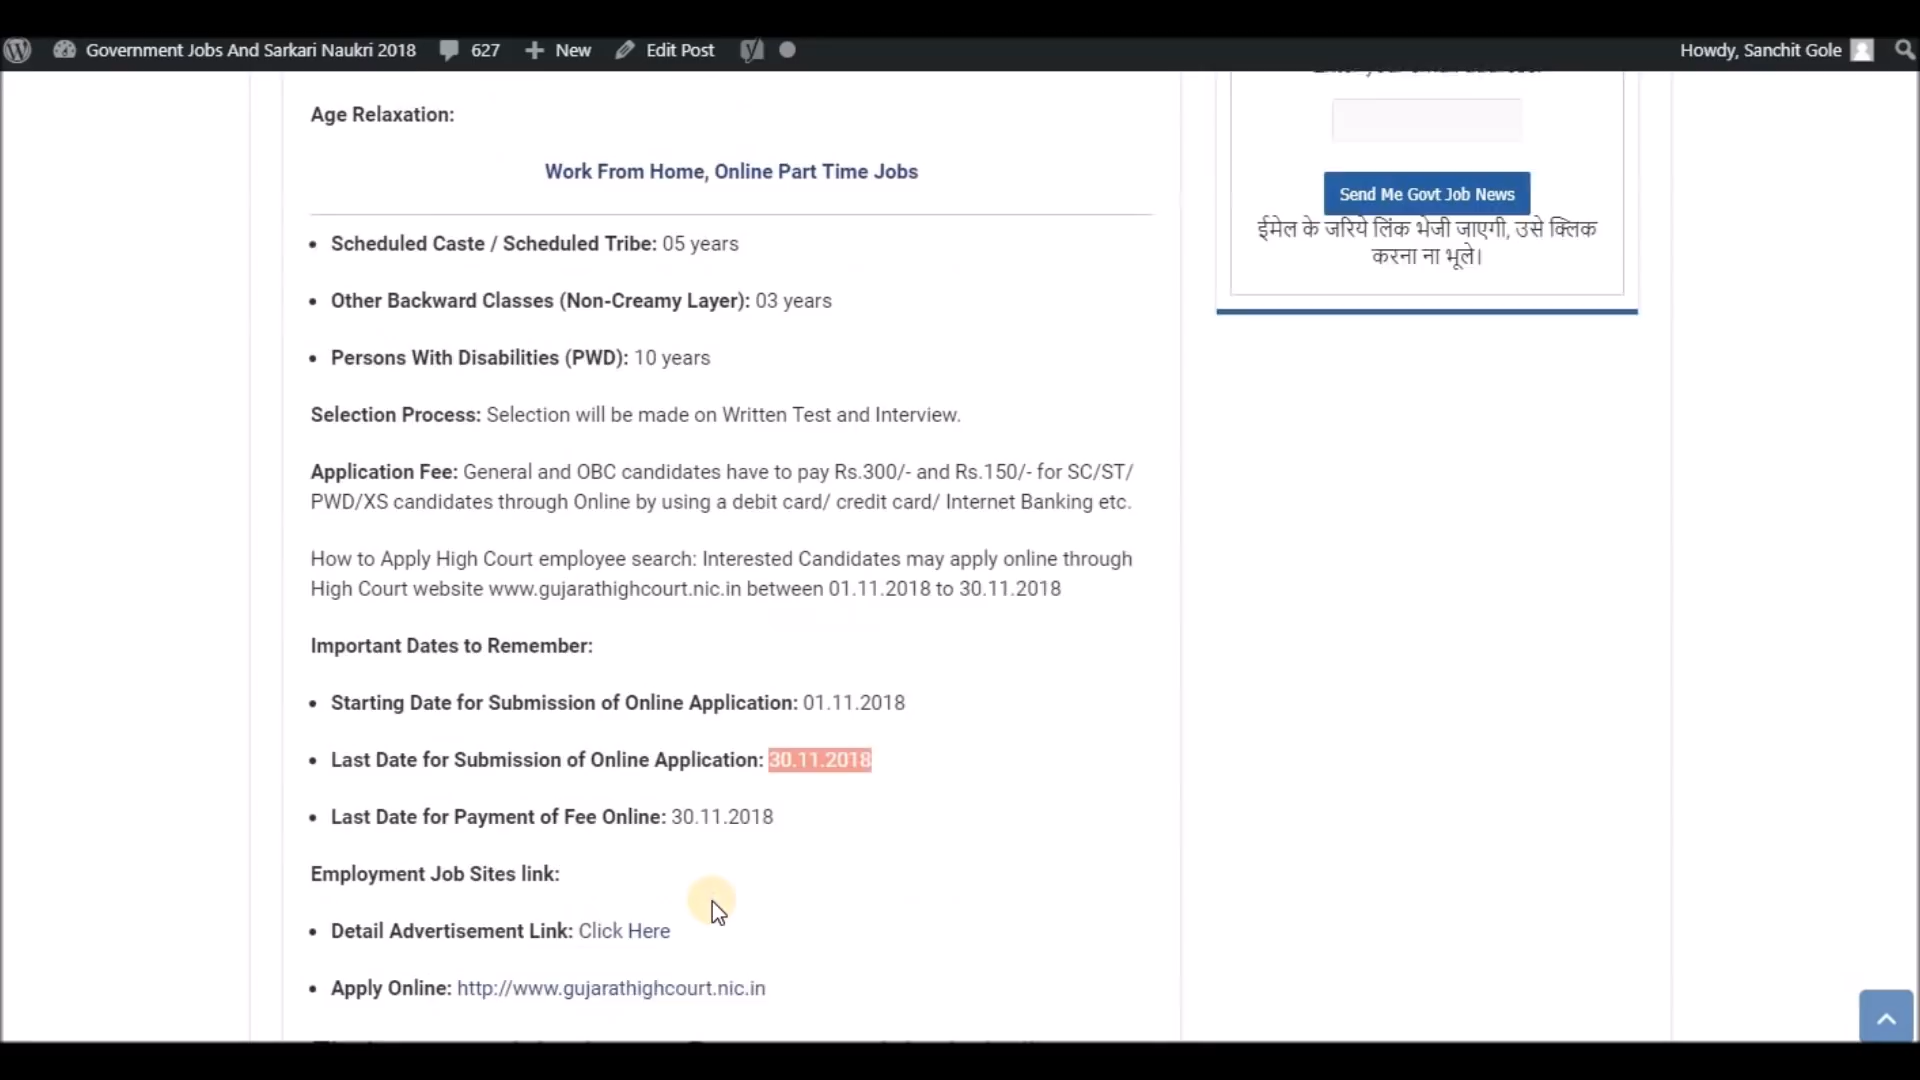 Government Jobs And Sarkari Naukri 2018 627 New Edit Post Howdy, Sanchit Gole
Age Relaxation:
Work From Home, Online Part Time Jobs
• Scheduled Caste / Scheduled Tribe: 05 years
• Other Backward Classes (Non-Creamy Layer): 03 years
• Persons With Disabilities (PWD): 10 years
Selection Process: Selection will be made on Written Test and Interview.
Application Fee: General and OBC candidates have to pay Rs.300/- and Rs.150/- for SC/ST/
PWD/XS candidates through Online by using a debit card/ credit card/ Internet Banking etc.
How to Apply High Court employee search: Interested Candidates may apply online through
High Court website www.gujarathighcourt.nic.in between 01.11.2018 to 30.11.2018
Important Dates to Remember:
• Starting Date for Submission of Online Application: 01.11.2018
• Last Date for Submission of Online Application: 30.11.2018
• Last Date for Payment of Fee Online: 30.11.2018
Employment Job Sites link:
• Detail Advertisement Link: Click Here
• Apply Online: http://www.gujarathighcourt.nic.in
Send Me Govt Job News
ईमेल के जरिये लिंक भेजी जाएगी, उसे क्लिक
करना ना भूले।